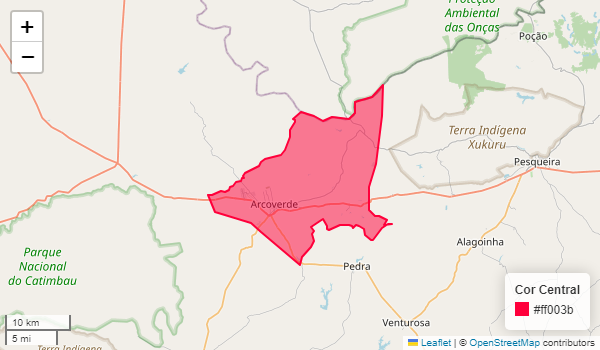 +
−
Proteção
Ambiental
das Onças
Poção
Terra Indígena
Xukuru
Pesqueira
Arcoverde
Alagoinha
Parque
Nacional
do Catimbau
Pedra
Cor Central
#ff003b
10 km
5 mi
Venturosa
Terra Indígena
Leaflet | © OpenStreetMap contributors